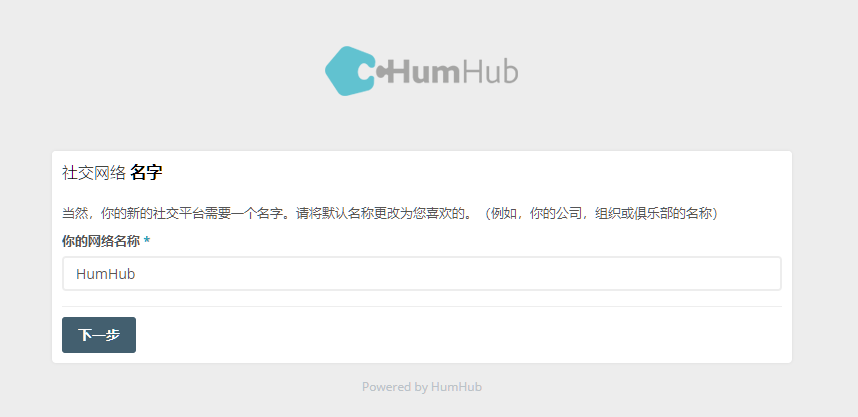 HumHub
社交网络 名字
当然，你的新的社交平台需要一个名字。请将默认名称更改为您喜欢的。（例如，你的公司，组织或俱乐部的名称）
你的网络名称 *
HumHub
下一步
Powered by HumHub